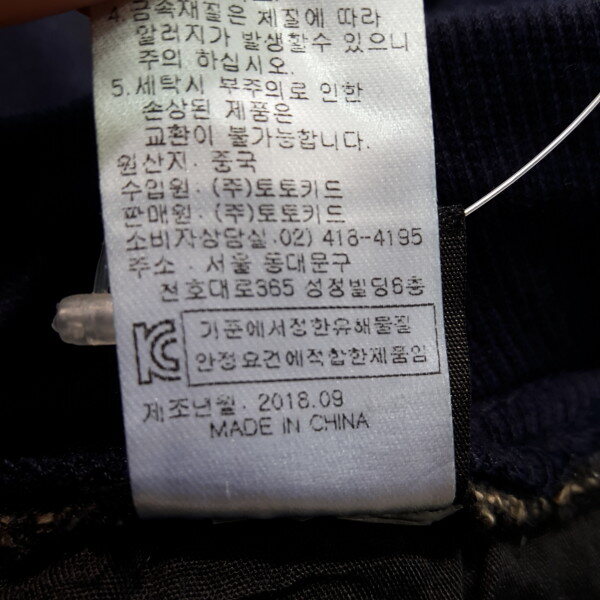 4. 금속재질은 제질에 따라
알러지가 발생할수 있으니
주의 하십시오.
5. 세탁시 부주의로 인한
손상된 제품은
교환이 불가능합니다.
원산지 : 중국
수입원 : (주)토토키드
판매원 : (주)토토키드
소비자상담실.02) 418-4195
주소 : 서울 동대문구
천호대로365 성정빌딩6층
기준에서정한유해물질
안정요건에적합한제품임
제조년월. 2018.09
MADE IN CHINA